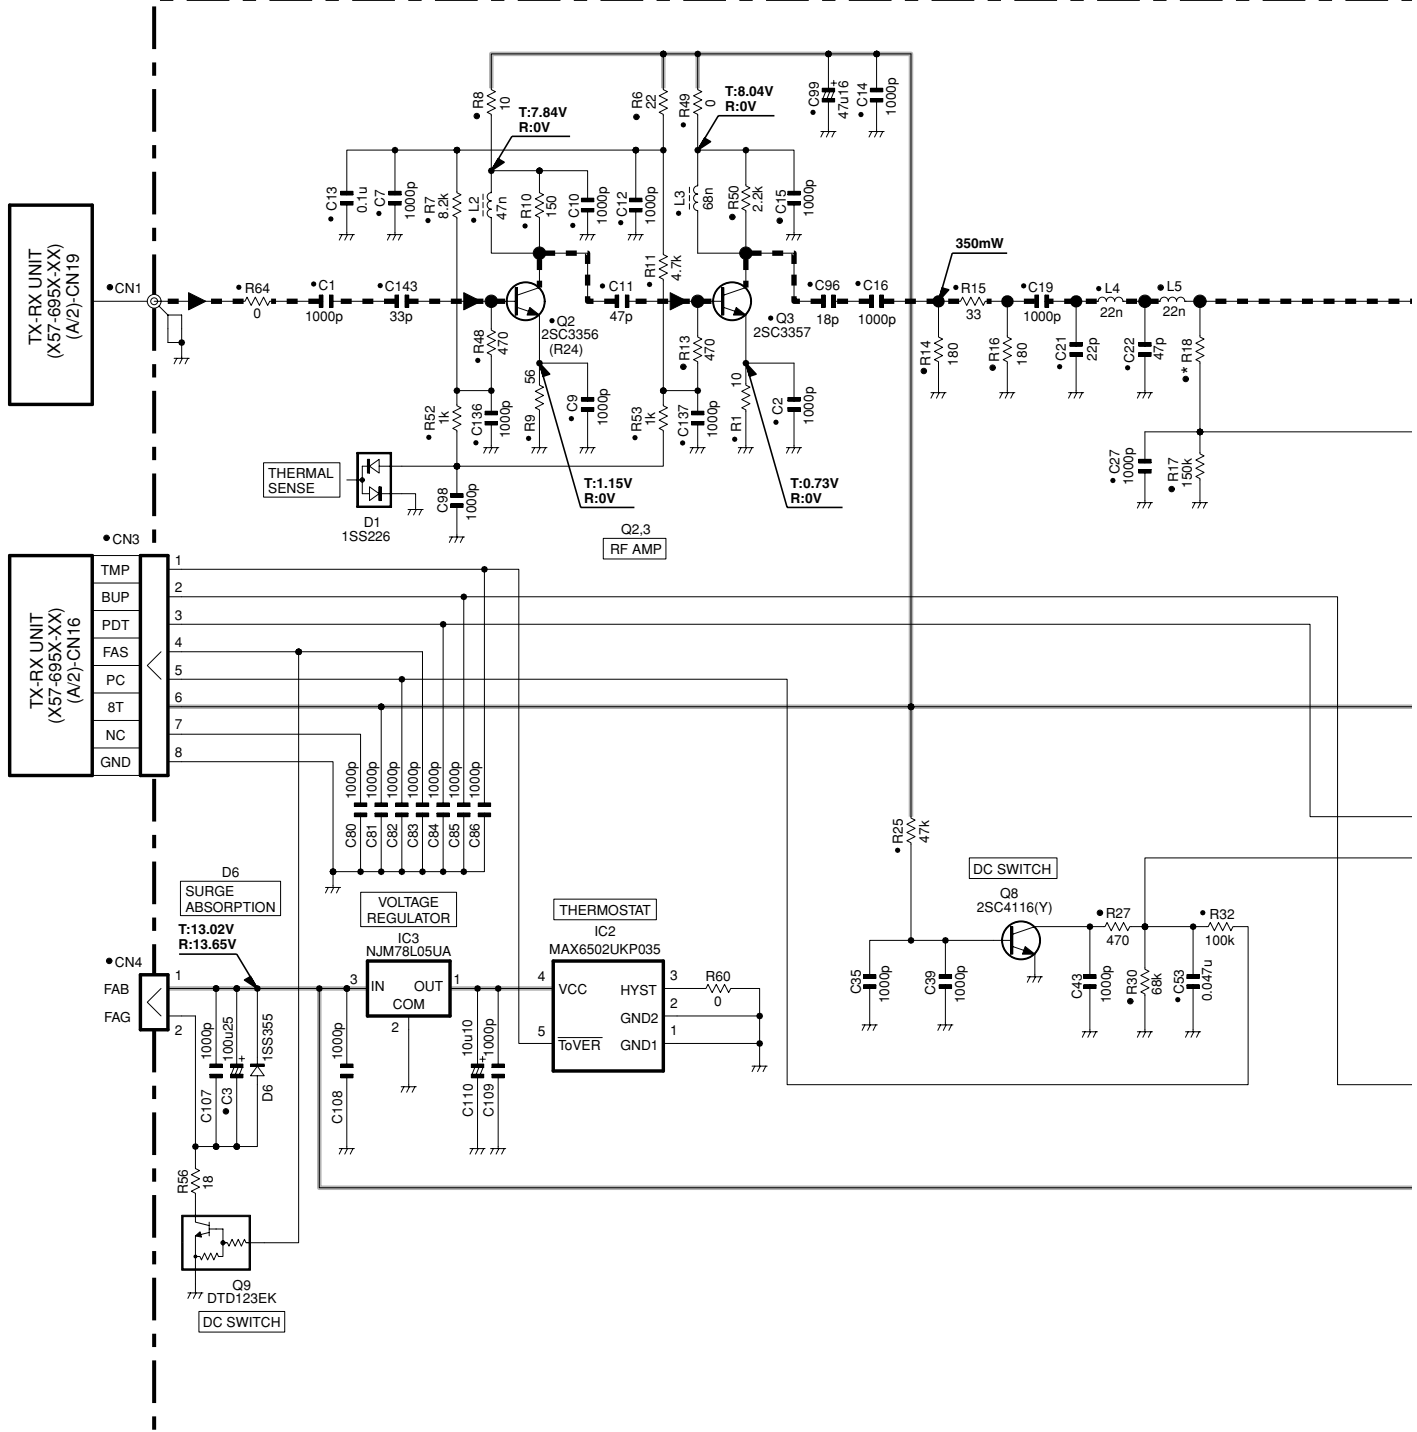 R8
10
R6
22
R49
0
C99
47u16
+
C14
1000p
T:7.84V
R:0V
T:8.04V
R:0V
C13
0.1u
C7
1000p
R7
8.2k
L2
47n
R10
150
C10
1000p
C12
1000p
L3
68n
R50
2.2k
C15
1000p
R11
4.7k
TX-RX UNIT
(X57-695X-XX)
(A/2)-CN19
CN1
R64
0
C1
1000p
C143
33p
Q2
2SC3356
(R24)
C11
47p
Q3
2SC3357
C96
18p
C16
1000p
350mW
R15
33
C19
1000p
L4
22n
L5
22n
R48
470
R13
470
R14
180
R16
180
C21
22p
C22
47p
R18
*
R52
1k
C136
1000p
R9
56
C9
1000p
R53
1k
C137
1000p
R1
10
C2
1000p
C27
1000p
R17
150k
THERMAL
SENSE
D1
1SS226
C98
1000p
T:1.15V
R:0V
T:0.73V
R:0V
Q2,3
RF AMP
CN3
TX-RX UNIT
(X57-695X-XX)
(A/2)-CN16
TMP 1
BUP 2
PDT 3
FAS 4
PC 5
8T 6
NC 7
GND 8
C80
1000p
C81
1000p
C82
1000p
C83
1000p
C84
1000p
C85
1000p
C86
1000p
R25
47k
DC SWITCH
Q8
2SC4116(Y)
R27
470
R32
100k
C35
1000p
C39
1000p
C43
1000p
R30
68k
C53
0.047u
D6
SURGE
ABSORPTION
T:13.02V
R:13.65V
VOLTAGE
REGULATOR
IC3
NJM78L05UA
IN
OUT
COM
3
1
2
THERMOSTAT
IC2
MAX6502UKP035
4
VCC
5
ToVER
HYST
3
GND2
2
GND1
1
R60
0
CN4
FAB 1
FAG 2
C107
1000p
C3
100u25
+
D6
1SS355
C108
1000p
C110
10u10
+
C109
1000p
R56
18
Q9
DTD123EK
DC SWITCH